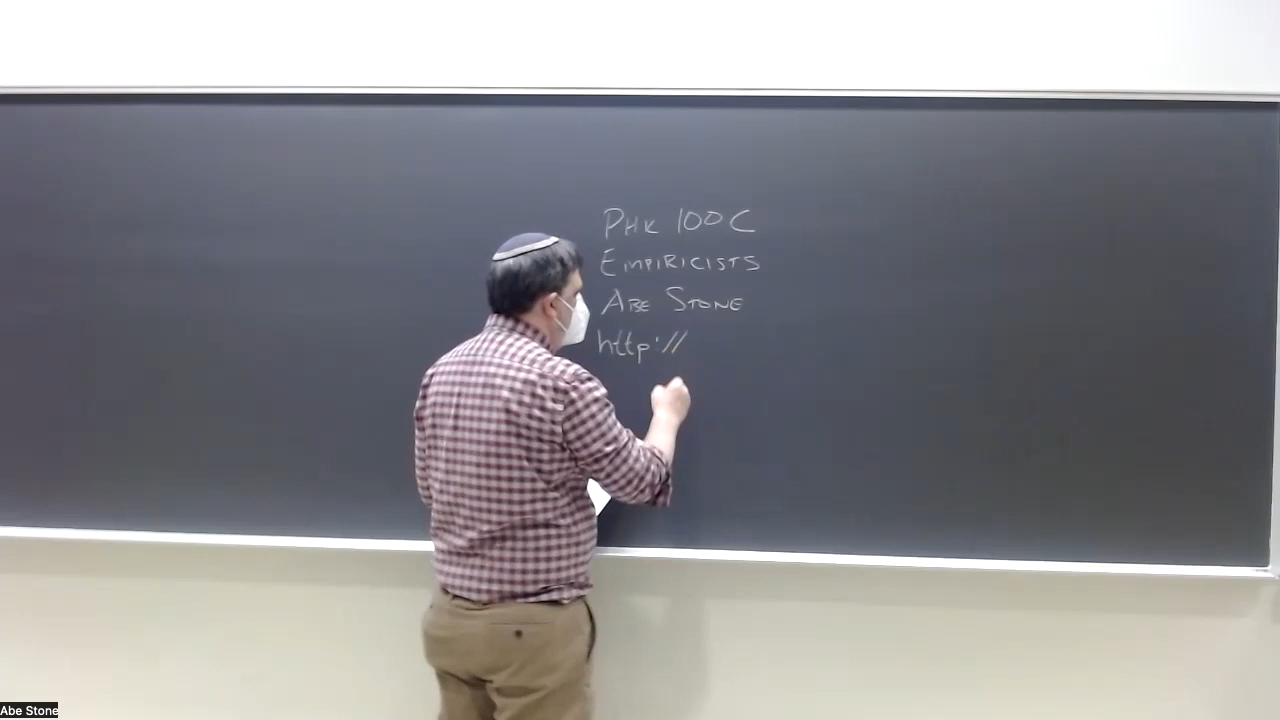 PHIL 100C
EMPIRICISTS
ABE STONE
http://
Abe Stone